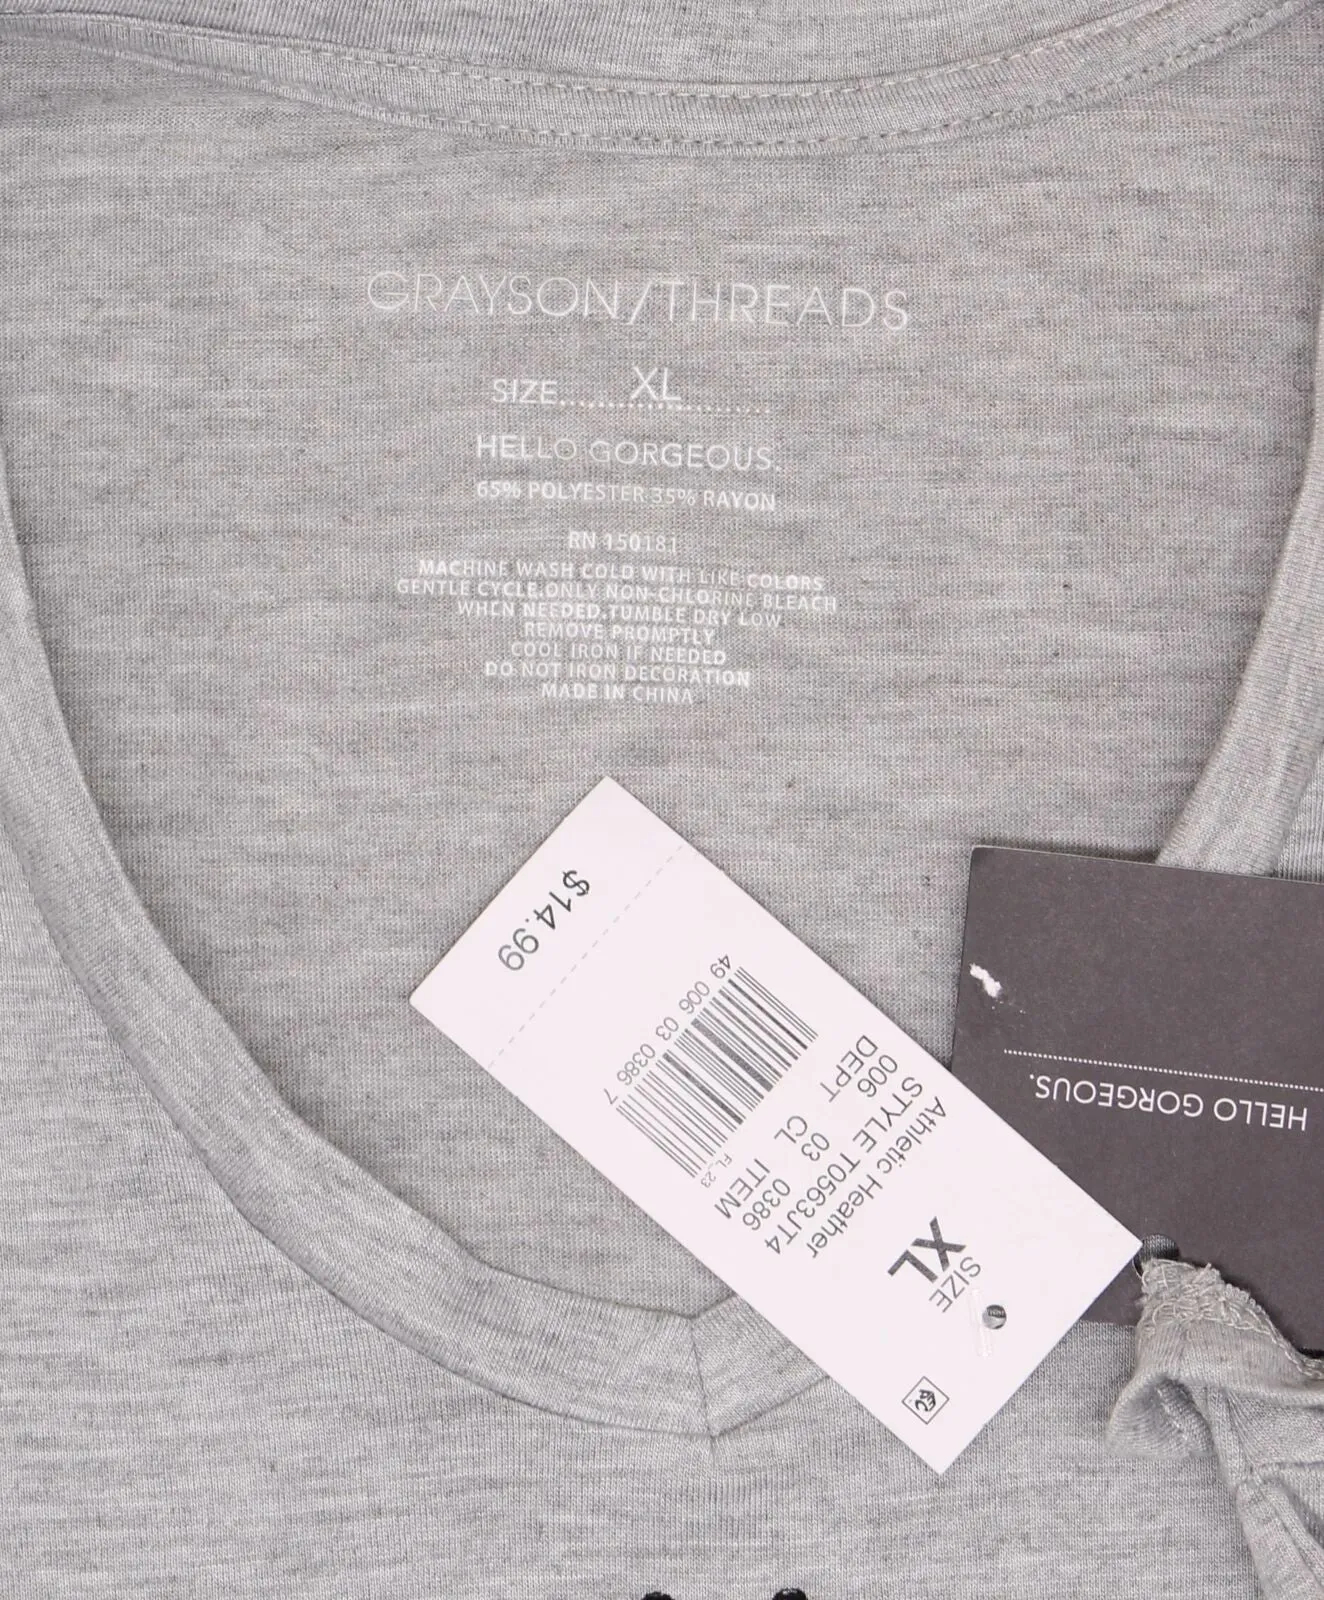 GRAYSON/THREADS
SIZE......XL.........
HELLO GORGEOUS.
65% POLYESTER 35% RAYON
RN 150181
MACHINE WASH COLD WITH LIKE COLORS
GENTLE CYCLE.ONLY NON-CHLORINE BLEACH
WHEN NEEDED.TUMBLE DRY LOW
REMOVE PROMPTLY
COOL IRON IF NEEDED
DO NOT IRON DECORATION
MADE IN CHINA
SIZE
XL
Athletic Heather
STYLE T0563JT4
006 03 0386
DEPT CL ITEM
FL_23
49 006 03 0386 7
$14.99
HELLO GORGEOUS.